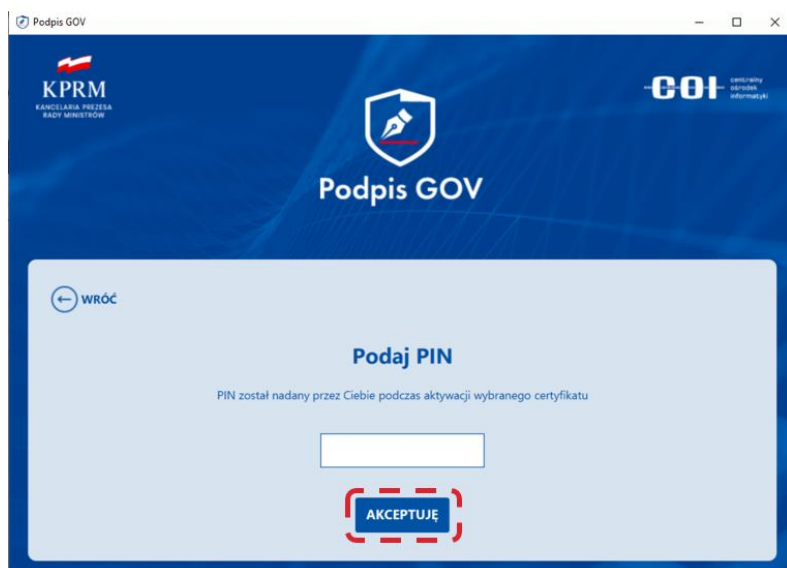 Podpis GOV
KPRM
KANCELARIA PREZESA
RADY MINISTRÓW
COI
centralny
ośrodek
informatyki
Podpis GOV
WRÓĆ
Podaj PIN
PIN został nadany przez Ciebie podczas aktywacji wybranego certyfikatu
AKCEPTUJĘ